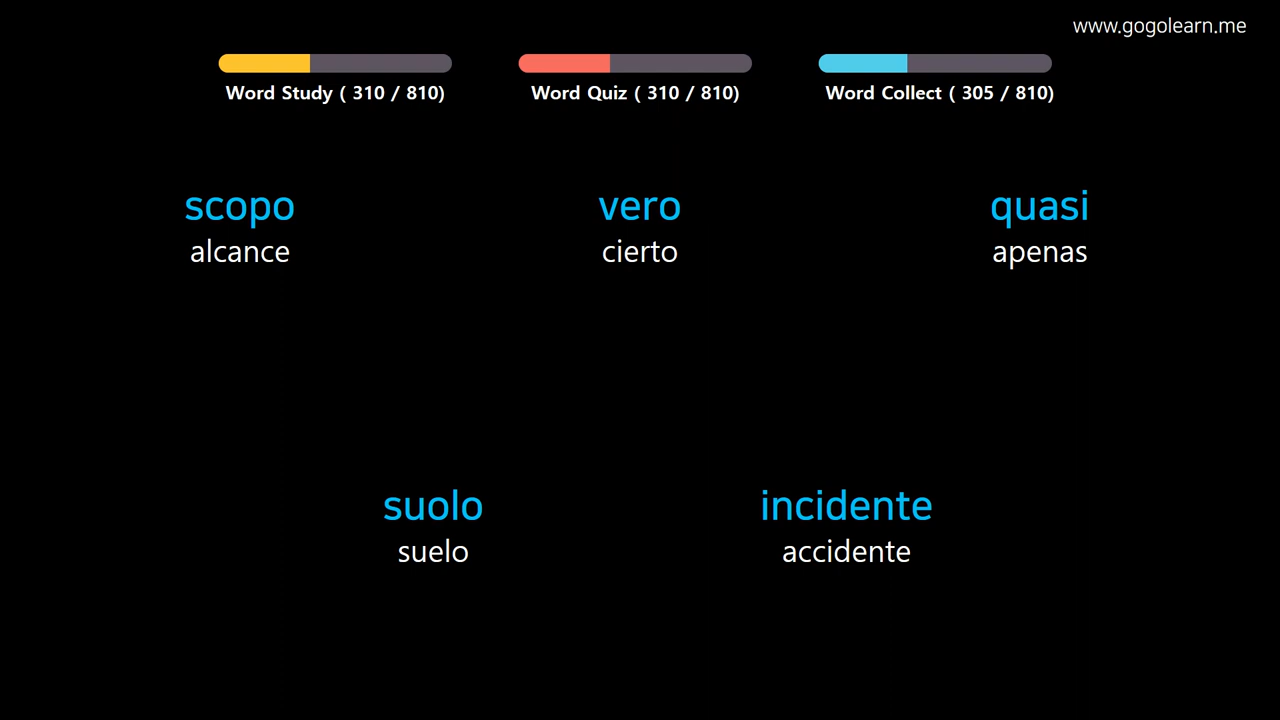 www.gogolearn.me
Word Study ( 310 / 810)
Word Quiz ( 310 / 810)
Word Collect ( 305 / 810)
scopo
alcance
vero
cierto
quasi
apenas
suolo
suelo
incidente
accidente